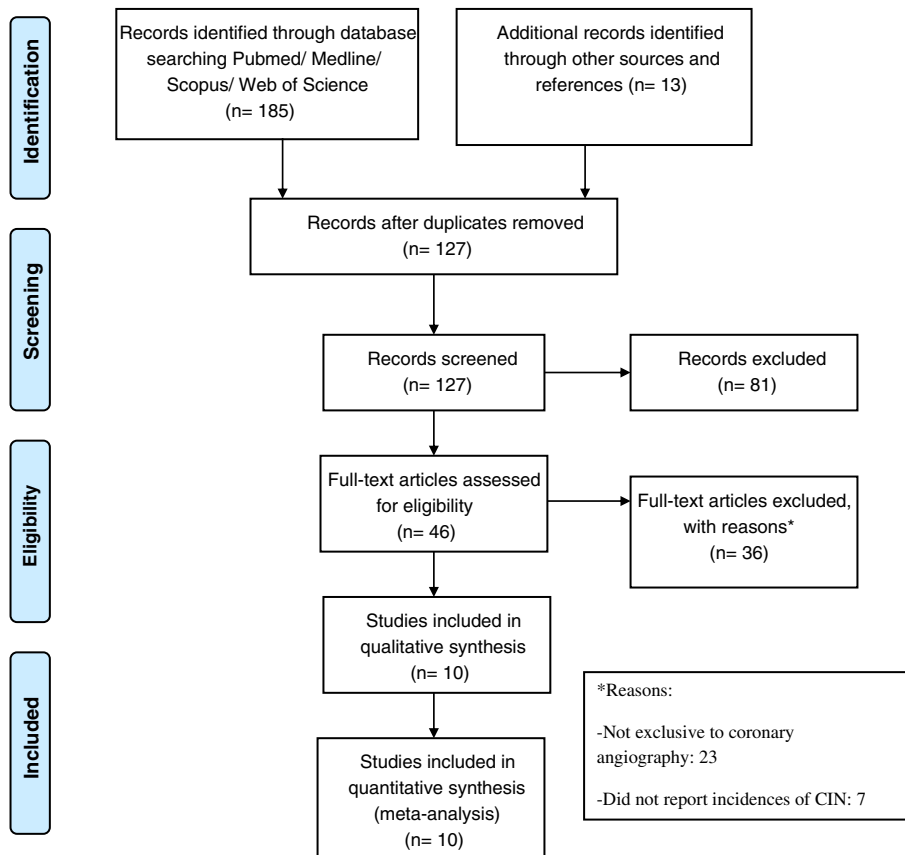 Identification
Records identified through database
searching Pubmed/ Medline/
Scopus/ Web of Science
(n= 185)
Additional records identified
through other sources and
references (n= 13)
Records after duplicates removed
(n= 127)
Screening
Records screened
(n= 127)
Records excluded
(n= 81)
Eligibility
Full-text articles assessed
for eligibility
(n= 46)
Full-text articles excluded,
with reasons*
(n= 36)
Included
Studies included in
qualitative synthesis
(n= 10)
Studies included in
quantitative synthesis
(meta-analysis)
(n= 10)
*Reasons:
-Not exclusive to coronary
angiography: 23
-Did not report incidences of CIN: 7